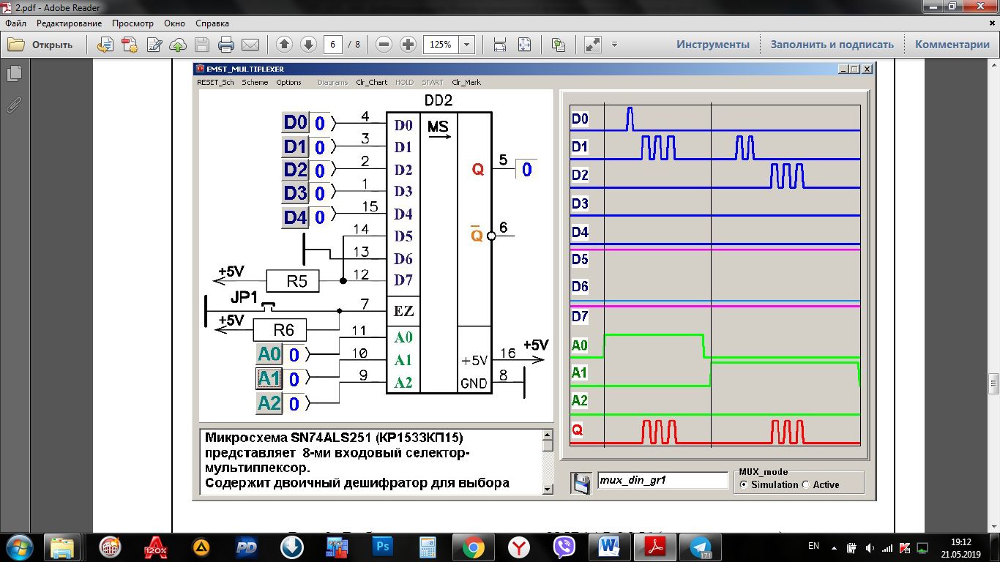 2.pdf - Adobe Reader
Файл Редактирование Просмотр Окно Справка
Открыть 6 / 8 125% Инструменты Заполнить и подписать Комментарии
EMST_MULTIPLEXER
RESET_Sch Scheme Options Diagrams Clr_Chart HOLD START Clr_Mark
DD2
D0 0 4 D0 MS
D1 0 3 D1
D2 0 2 D2 Q 5 0
D3 0 1 D3
D4 0 15 D4
14 D5 Q 6
13 D6
+5V R5 12 D7
JP1 7 EZ
+5V R6
11 A0
A0 0 10 A1 +5V 16 +5V
A1 0 9 A2 GND 8
A2 0
Микросхема SN74ALS251 (КР1533КП15)
представляет 8-ми входовый селектор-
мультиплексор.
Содержит двоичный дешифратор для выбора
D0
D1
D2
D3
D4
D5
D6
D7
A0
A1
A2
Q
mux_din_gr1
MUX_mode
Simulation Active
120%
PD
Ps
171
EN
19:12
21.05.2019